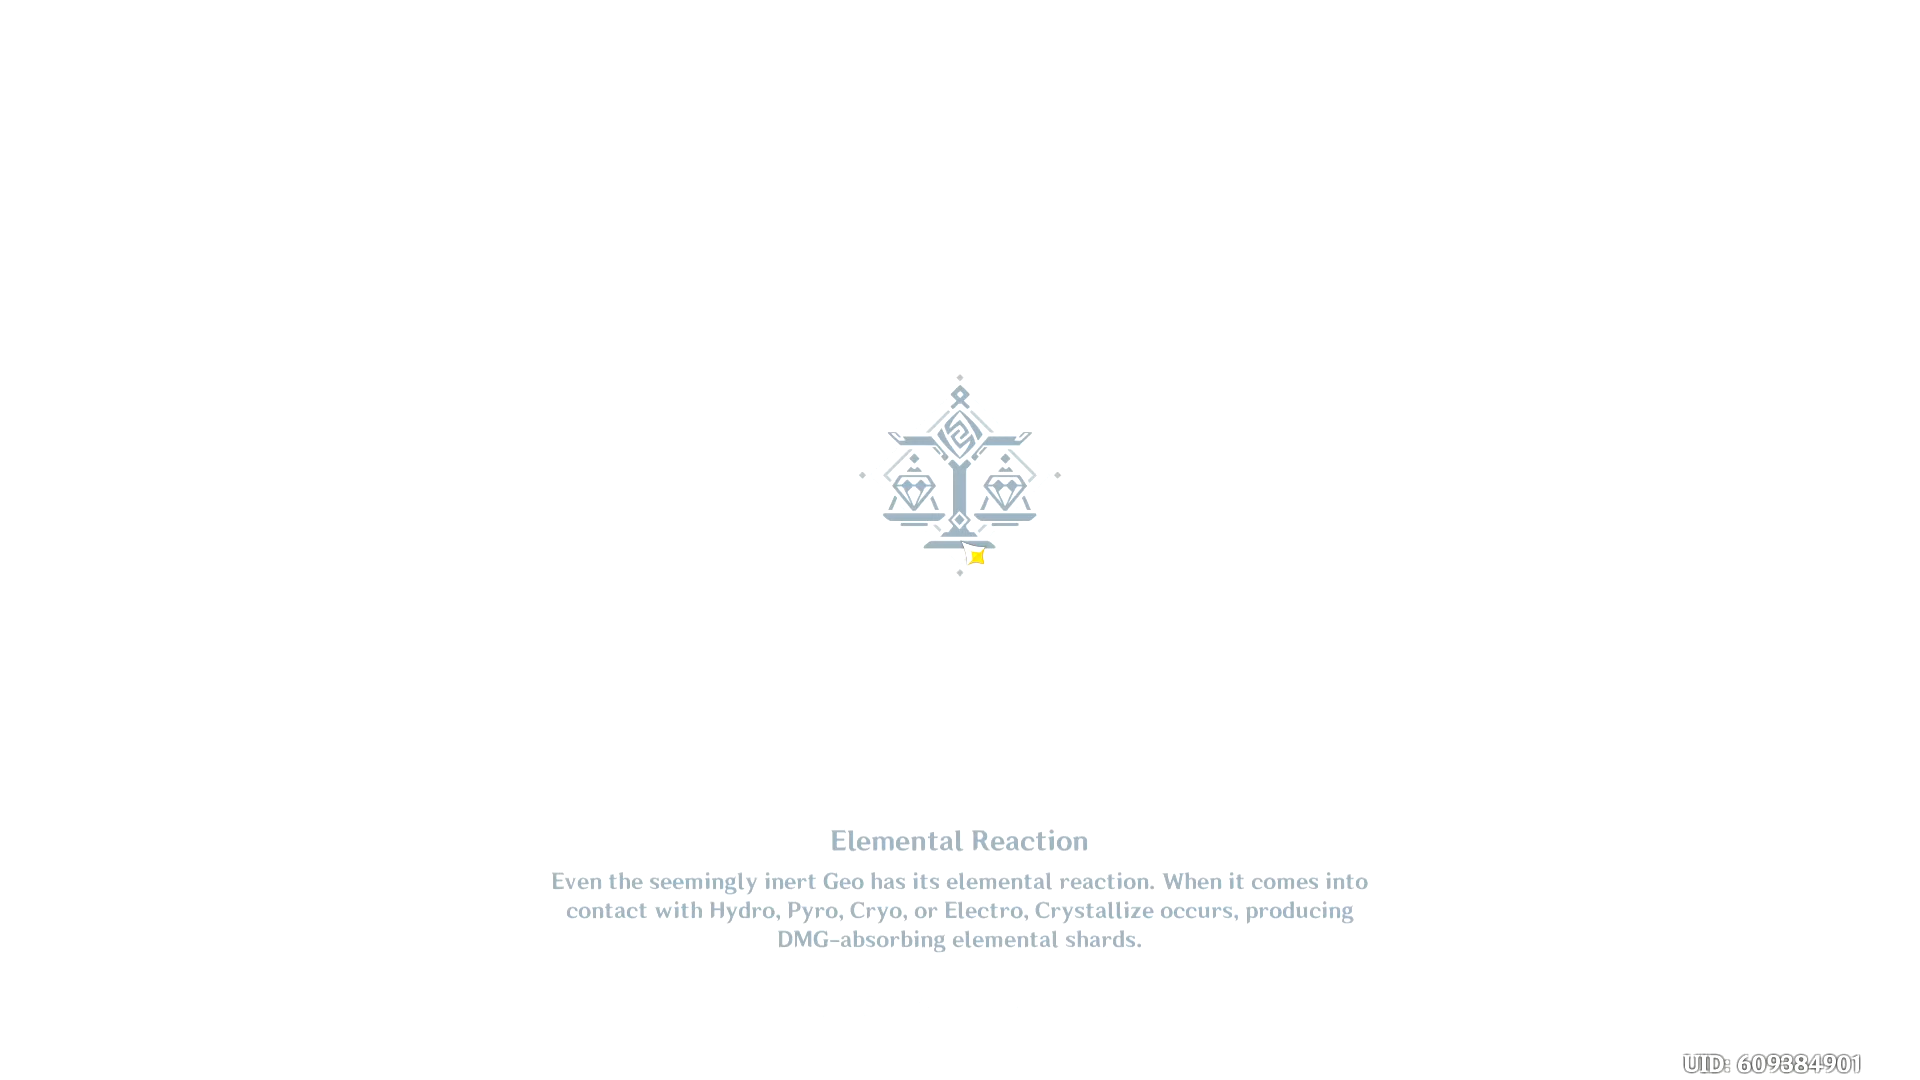 Elemental Reaction
Even the seemingly inert Geo has its elemental reaction. When it comes into
contact with Hydro, Pyro, Cryo, or Electro, Crystallize occurs, producing
DMG-absorbing elemental shards.
UID: 609384901